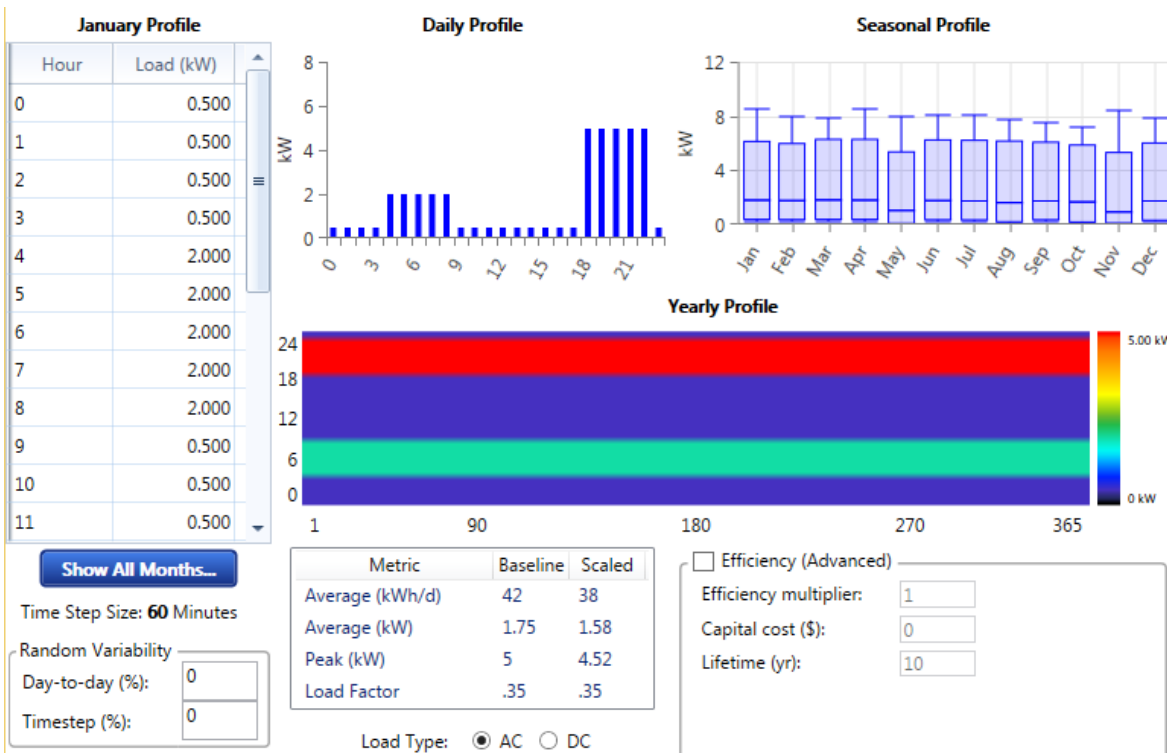 January Profile
Hour Load (kW)
0 0.500
1 0.500
2 0.500
3 0.500
4 2.000
5 2.000
6 2.000
7 2.000
8 2.000
9 0.500
10 0.500
11 0.500
Show All Months...
Time Step Size: 60 Minutes
Random Variability
Day-to-day (%): 0
Timestep (%): 0
Daily Profile
8
6
4
2
0
kW
0 3 6 9 12 15 18 21
Seasonal Profile
12
8
4
0
kW
Jan Feb Mar Apr May Jun Jul Aug Sep Oct Nov Dec
Yearly Profile
24
18
12
6
0
1 90 180 270 365
5.00 kW
0 kW
Metric Baseline Scaled
Average (kWh/d) 42 38
Average (kW) 1.75 1.58
Peak (kW) 5 4.52
Load Factor .35 .35
Load Type: AC DC
Efficiency (Advanced)
Efficiency multiplier: 1
Capital cost ($): 0
Lifetime (yr): 10